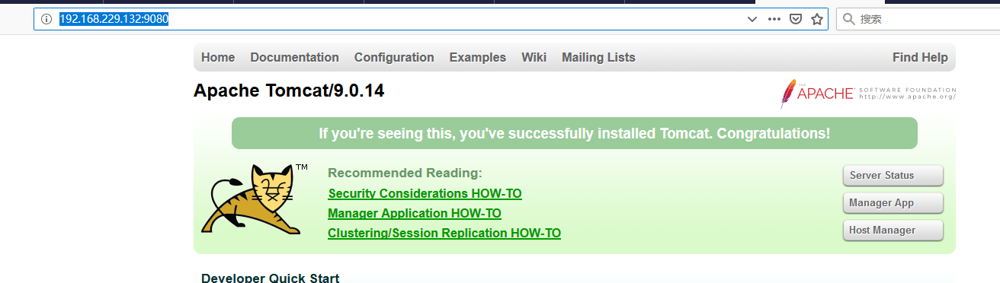 192.168.229.132:9080
搜索
Home Documentation Configuration Examples Wiki Mailing Lists Find Help
Apache Tomcat/9.0.14
THE
APACHE® SOFTWARE FOUNDATION
http://www.apache.org/
If you're seeing this, you've successfully installed Tomcat. Congratulations!
TM
Recommended Reading:
Security Considerations HOW-TO
Manager Application HOW-TO
Clustering/Session Replication HOW-TO
Server Status
Manager App
Host Manager
Developer Quick Start